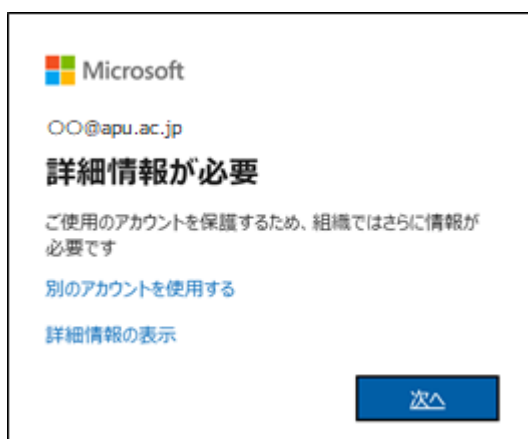 Microsoft
〇〇@apu.ac.jp
詳細情報が必要
ご使用のアカウントを保護するため、組織ではさらに情報が
必要です
別のアカウントを使用する
詳細情報の表示
次へ